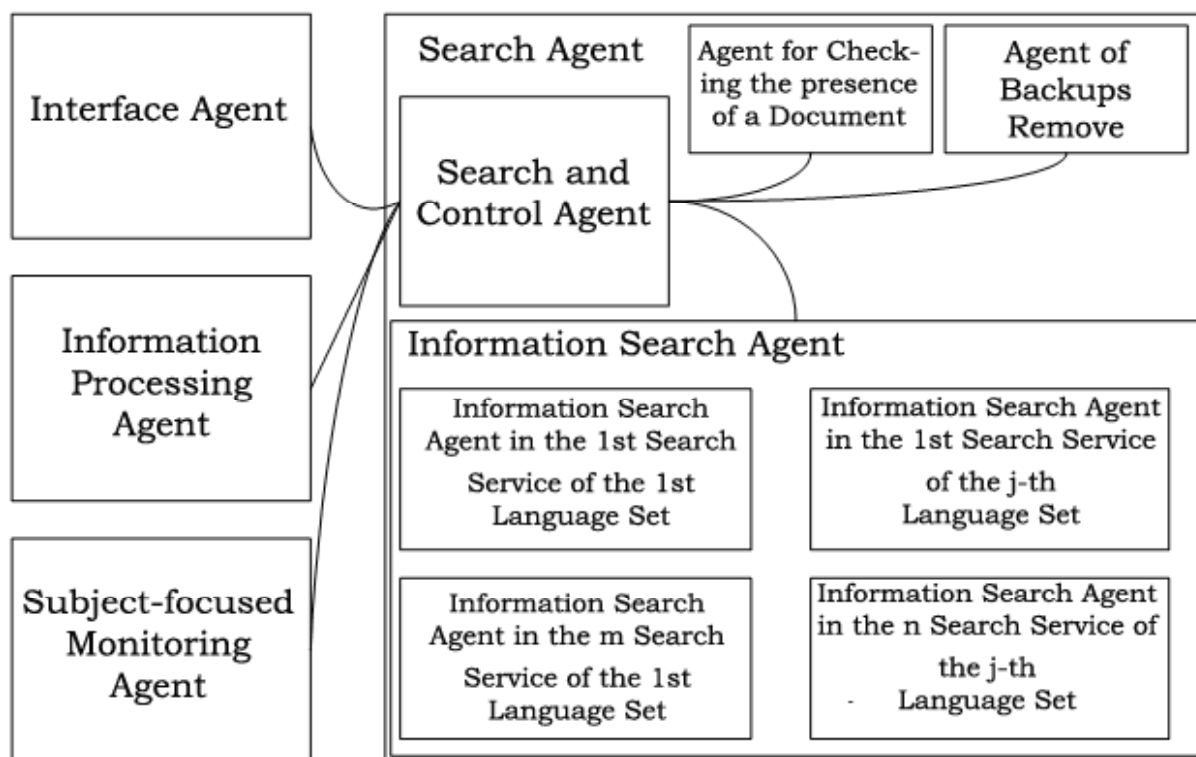 Interface Agent
Information
Processing
Agent
Subject-focused
Monitoring
Agent
Search Agent
Search and
Control Agent
Agent for Check-
ing the presence
of a Document
Agent of
Backups
Remove
Information Search Agent
Information Search
Agent in the 1st Search
Service of the 1st
Language Set
Information Search Agent
in the 1st Search Service
of the j-th
Language Set
Information Search
Agent in the m Search
Service of the 1st
Language Set
Information Search Agent
in the n Search Service of
the j-th
Language Set